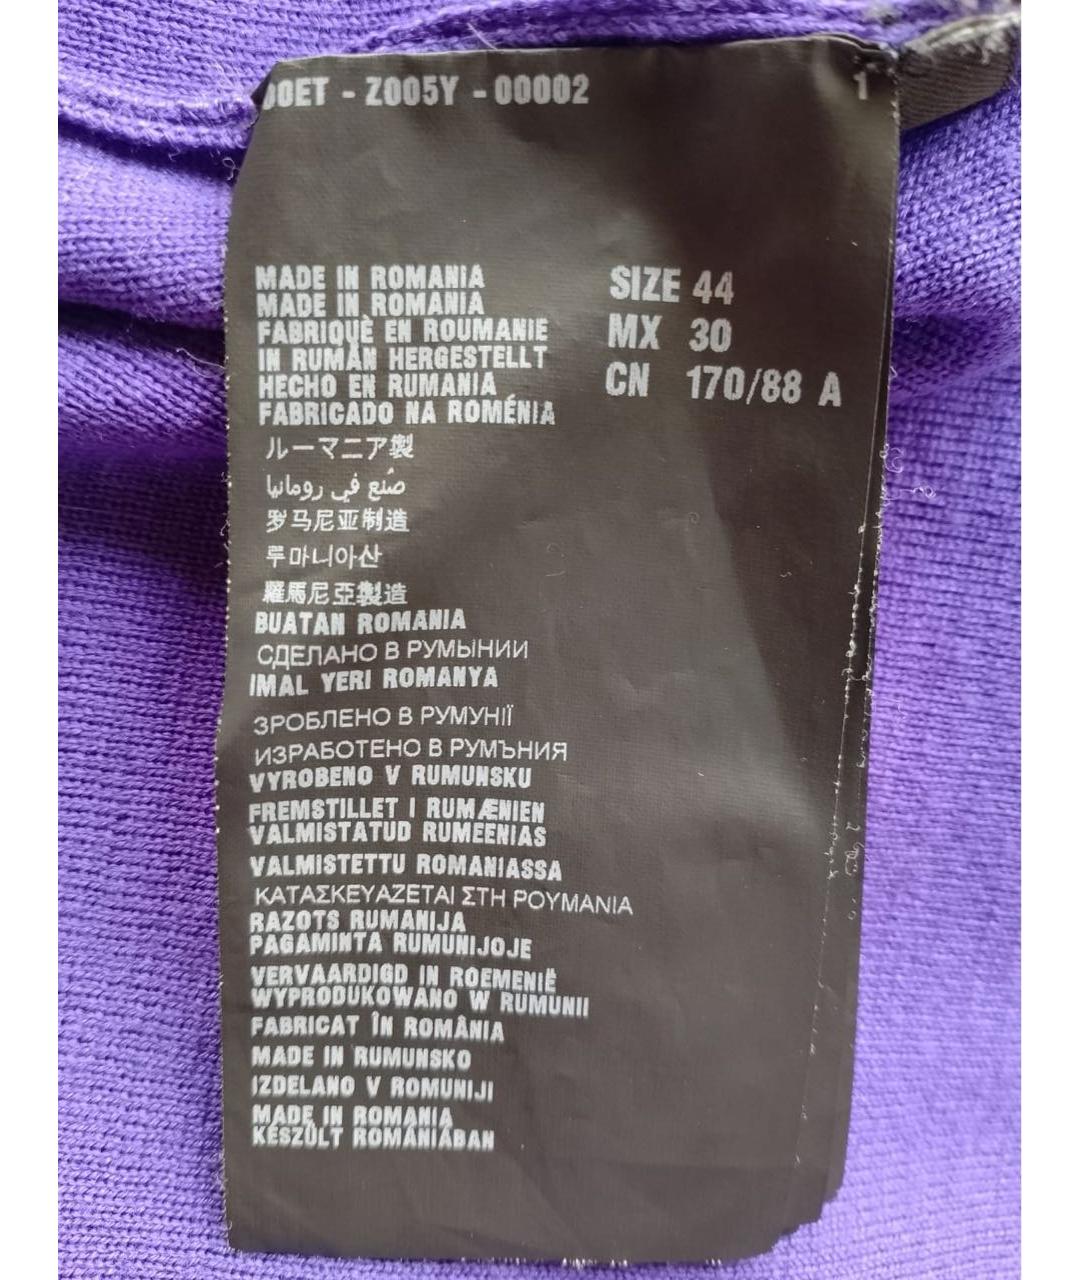 00ET - Z005Y - 00002 1
MADE IN ROMANIA
MADE IN ROMANIA
FABRIQUÈ EN ROUMANIE
IN RUMÄN HERGESTELLT
HECHO EN RUMANIA
FABRICADO NA ROMÉNIA
ルーマニア製
صُنع في رومانيا
罗马尼亚制造
루마니아산
羅馬尼亞製造
BUATAN ROMANIA
СДЕЛАНО В РУМЫНИИ
IMAL YERI ROMANYA
ЗРОБЛЕНО В РУМУНІЇ
ИЗРАБОТЕНО В РУМЪНИЯ
VYROBENO V RUMUNSKU
FREMSTILLET I RUMÆNIEN
VALMISTATUD RUMEENIAS
VALMISTETTU ROMANIASSA
ΚΑΤΑΣΚΕΥΑΖΕΤΑΙ ΣΤΗ ΡΟΥΜΑΝΙΑ
RAZOTS RUMANIJA
PAGAMINTA RUMUNIJOJE
VERVAARDIGD IN ROEMENIË
WYPRODUKOWANO W RUMUNII
FABRICAT ÎN ROMÂNIA
MADE IN RUMUNSKO
IZDELANO V ROMUNIJI
MADE IN ROMANIA
KÉSZÜLT ROMÁNIÁBAN
SIZE 44
MX 30
CN 170/88 A